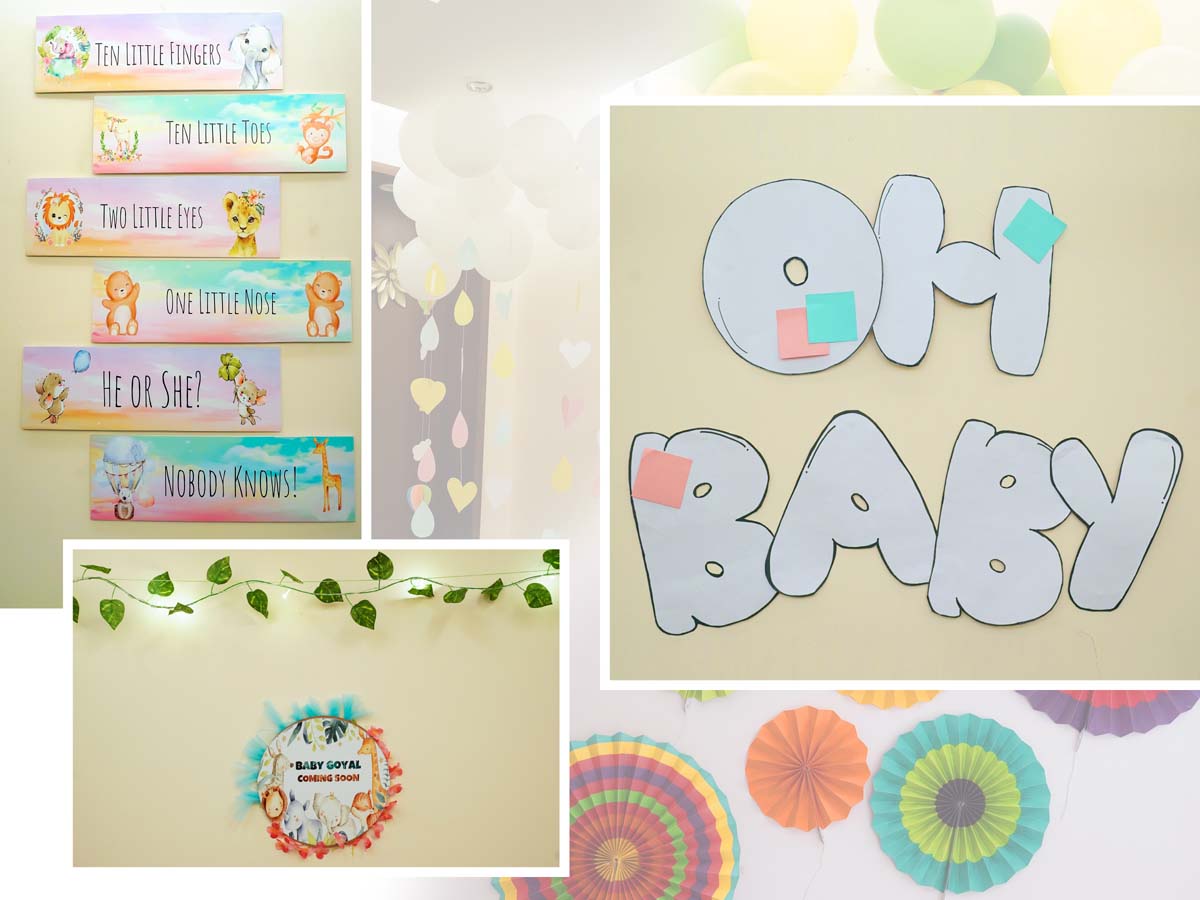 Ten Little Fingers
Ten Little Toes
Two Little Eyes
One Little Nose
He or She?
Nobody Knows!
OH
BABY
BABY GOYAL
COMING SOON